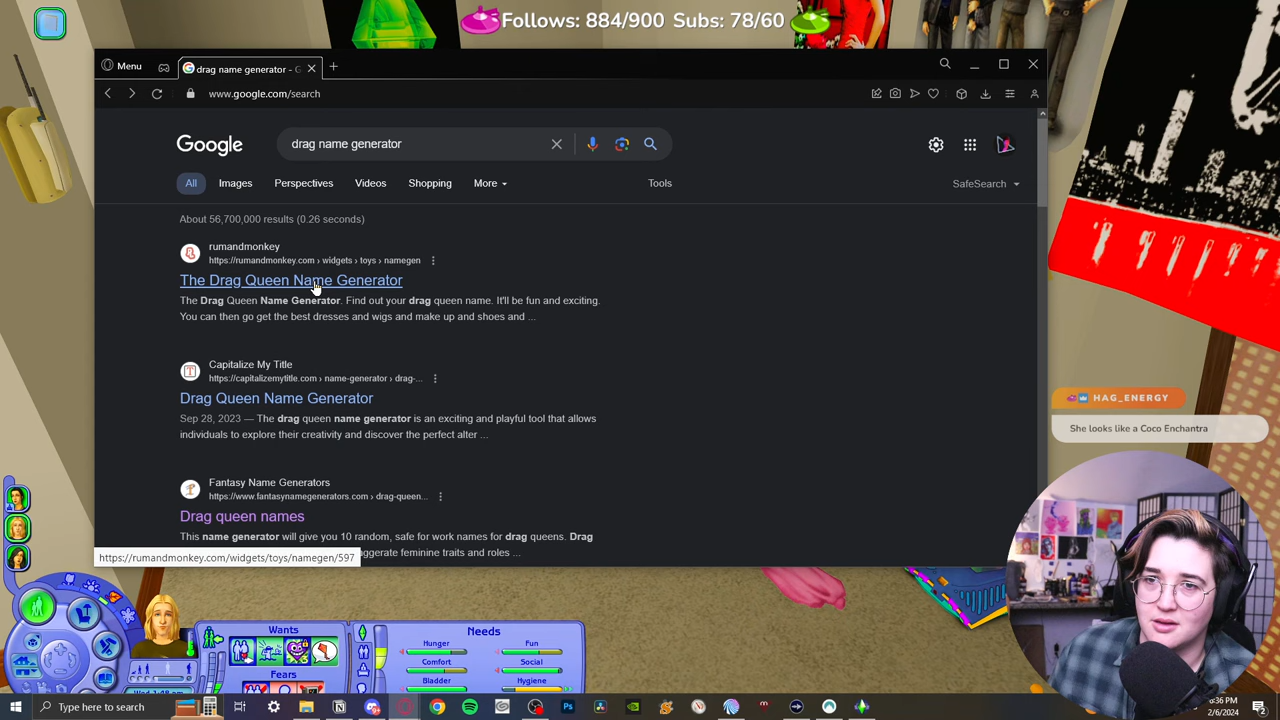 Follows: 884/900 Subs: 78/60
Menu
drag name generator - G
www.google.com/search
Google
drag name generator
All
Images
Perspectives
Videos
Shopping
More
Tools
SafeSearch
About 56,700,000 results (0.26 seconds)
rumandmonkey
https://rumandmonkey.com › widgets › toys › namegen
The Drag Queen Name Generator
The Drag Queen Name Generator. Find out your drag queen name. It'll be fun and exciting.
You can then go get the best dresses and wigs and make up and shoes and ...
Capitalize My Title
https://capitalizemytitle.com › name-generator › drag-...
Drag Queen Name Generator
Sep 28, 2023 — The drag queen name generator is an exciting and playful tool that allows
individuals to explore their creativity and discover the perfect alter ...
Fantasy Name Generators
https://www.fantasynamegenerators.com › drag-queen...
Drag queen names
This name generator will give you 10 random, safe for work names for drag queens. Drag
ggerate feminine traits and roles ...
https://rumandmonkey.com/widgets/toys/namegen/597
HAG_ENERGY
She looks like a Coco Enchantra
Wants
Fears
Needs
Hunger
Fun
Comfort
Social
Bladder
Hygiene
Type here to search
6:36 PM
2/6/2024